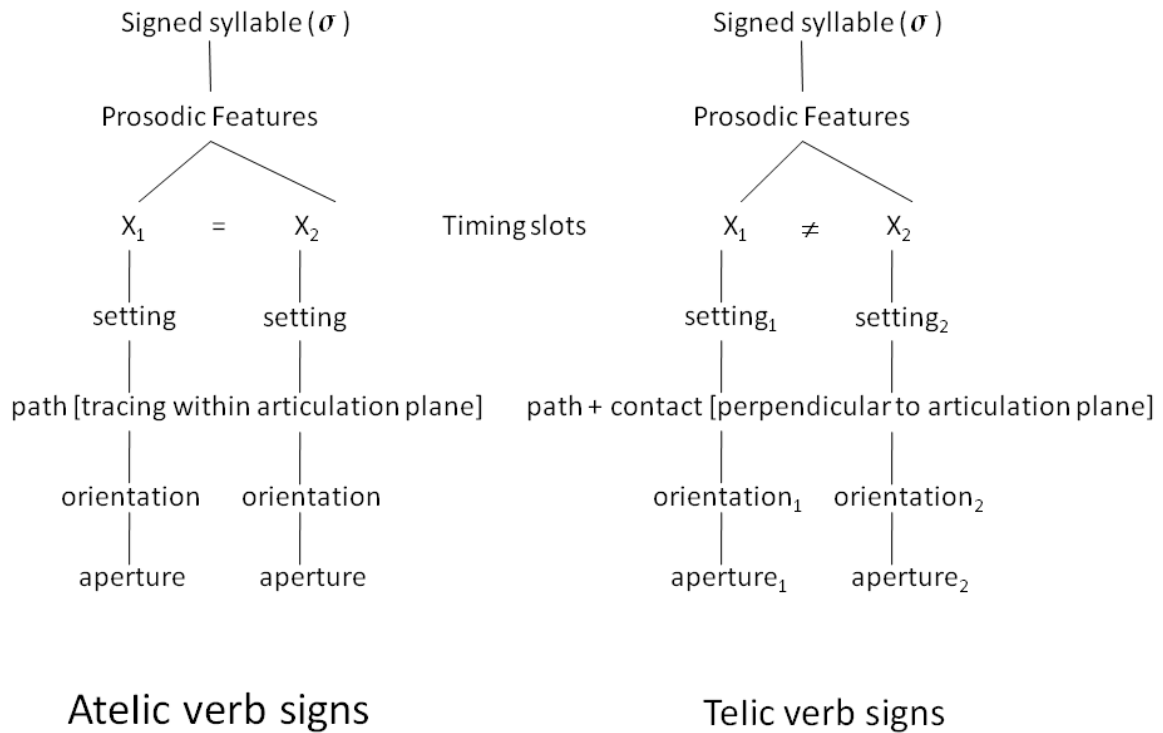 Signed syllable (σ) Signed syllable (σ)
Prosodic Features Prosodic Features
X₁ = X₂ Timing slots X₁ ≠ X₂
setting setting setting₁ setting₂
path [tracing within articulation plane] path + contact [perpendicular to articulation plane]
orientation orientation orientation₁ orientation₂
aperture aperture aperture₁ aperture₂
Atelic verb signs Telic verb signs